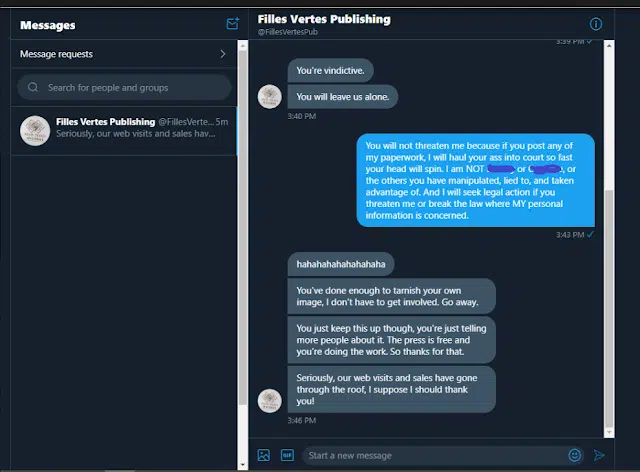 Messages
Message requests
Search for people and groups
Filles Vertes Publishing @FillesVerte... 5m
Seriously, our web visits and sales hav...
Filles Vertes Publishing
@FillesVertesPub
3:39 PM ✓
You're vindictive.
You will leave us alone.
3:40 PM
You will not threaten me because if you post any of
my paperwork, I will haul your ass into court so fast
your head will spin. I am NOT or or
the others you have manipulated, lied to, and taken
advantage of. And I will seek legal action if you
threaten me or break the law where MY personal
information is concerned.
3:43 PM ✓
hahahahahahahahaha
You've done enough to tarnish your own
image, I don't have to get involved. Go away.
You just keep this up though, you're just telling
more people about it. The press is free and
you're doing the work. So thanks for that.
Seriously, our web visits and sales have gone
through the roof, I suppose I should thank
you!
3:46 PM
GIF
Start a new message